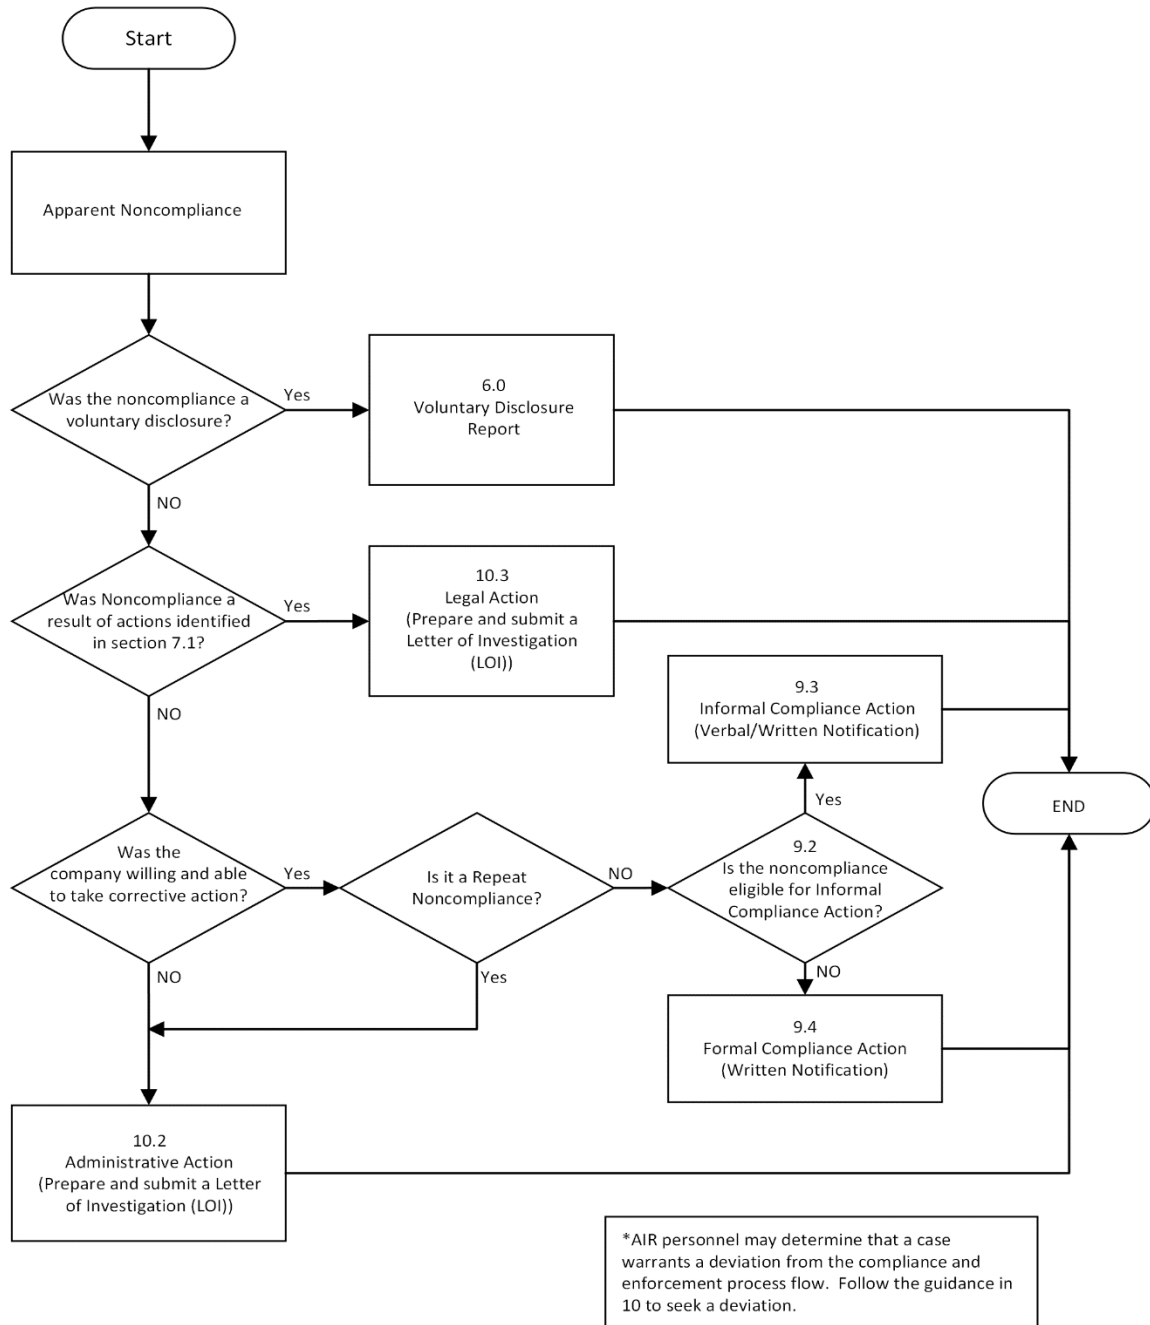 Start
Apparent Noncompliance
Was the noncompliance a
voluntary disclosure?
Yes
6.0
Voluntary Disclosure
Report
NO
Was Noncompliance a
result of actions identified
in section 7.1?
Yes
10.3
Legal Action
(Prepare and submit a
Letter of Investigation
(LOI))
NO
Was the
company willing and able
to take corrective action?
Yes
Is it a Repeat
Noncompliance?
NO
9.2
Is the noncompliance
eligible for Informal
Compliance Action?
Yes
9.3
Informal Compliance Action
(Verbal/Written Notification)
END
NO
9.4
Formal Compliance Action
(Written Notification)
Yes
NO
10.2
Administrative Action
(Prepare and submit a Letter
of Investigation (LOI))
*AIR personnel may determine that a case
warrants a deviation from the compliance and
enforcement process flow.  Follow the guidance in
10 to seek a deviation.